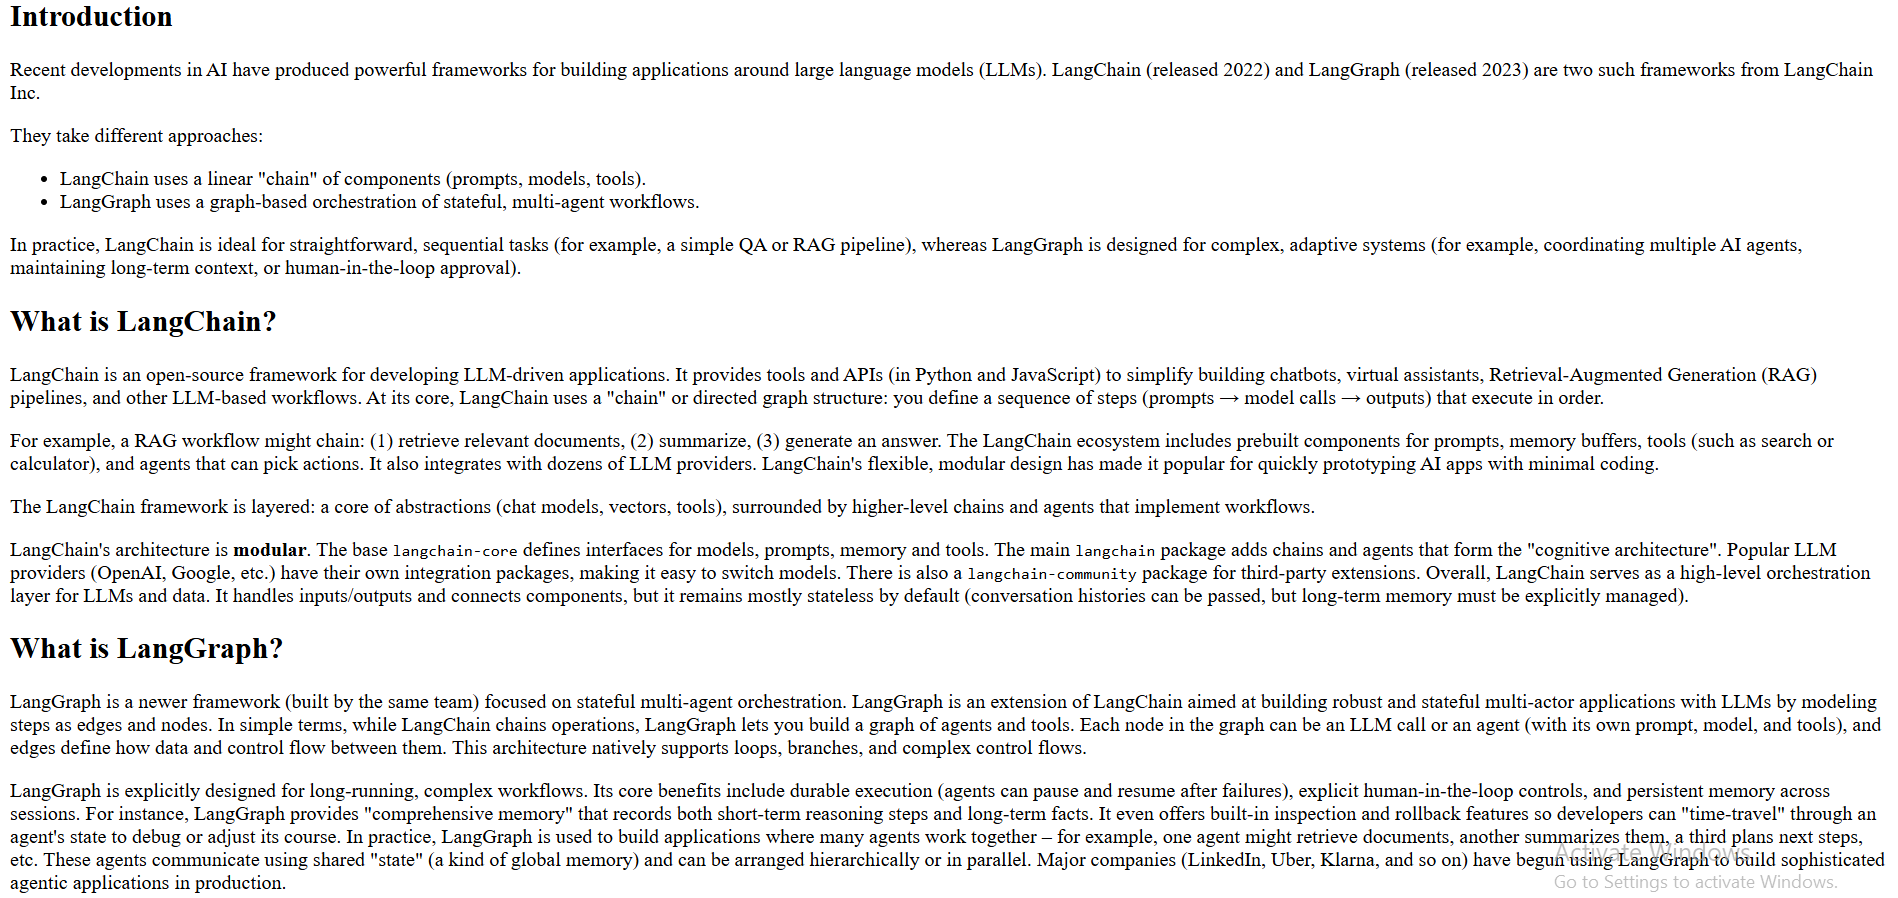 Introduction
Recent developments in AI have produced powerful frameworks for building applications around large language models (LLMs). LangChain (released 2022) and LangGraph (released 2023) are two such frameworks from LangChain
Inc.
They take different approaches:
• LangChain uses a linear "chain" of components (prompts, models, tools).
• LangGraph uses a graph-based orchestration of stateful, multi-agent workflows.
In practice, LangChain is ideal for straightforward, sequential tasks (for example, a simple QA or RAG pipeline), whereas LangGraph is designed for complex, adaptive systems (for example, coordinating multiple AI agents,
maintaining long-term context, or human-in-the-loop approval).
What is LangChain?
LangChain is an open-source framework for developing LLM-driven applications. It provides tools and APIs (in Python and JavaScript) to simplify building chatbots, virtual assistants, Retrieval-Augmented Generation (RAG)
pipelines, and other LLM-based workflows. At its core, LangChain uses a "chain" or directed graph structure: you define a sequence of steps (prompts → model calls → outputs) that execute in order.
For example, a RAG workflow might chain: (1) retrieve relevant documents, (2) summarize, (3) generate an answer. The LangChain ecosystem includes prebuilt components for prompts, memory buffers, tools (such as search or
calculator), and agents that can pick actions. It also integrates with dozens of LLM providers. LangChain's flexible, modular design has made it popular for quickly prototyping AI apps with minimal coding.
The LangChain framework is layered: a core of abstractions (chat models, vectors, tools), surrounded by higher-level chains and agents that implement workflows.
LangChain's architecture is modular. The base langchain-core defines interfaces for models, prompts, memory and tools. The main langchain package adds chains and agents that form the "cognitive architecture". Popular LLM
providers (OpenAI, Google, etc.) have their own integration packages, making it easy to switch models. There is also a langchain-community package for third-party extensions. Overall, LangChain serves as a high-level orchestration
layer for LLMs and data. It handles inputs/outputs and connects components, but it remains mostly stateless by default (conversation histories can be passed, but long-term memory must be explicitly managed).
What is LangGraph?
LangGraph is a newer framework (built by the same team) focused on stateful multi-agent orchestration. LangGraph is an extension of LangChain aimed at building robust and stateful multi-actor applications with LLMs by modeling
steps as edges and nodes. In simple terms, while LangChain chains operations, LangGraph lets you build a graph of agents and tools. Each node in the graph can be an LLM call or an agent (with its own prompt, model, and tools), and
edges define how data and control flow between them. This architecture natively supports loops, branches, and complex control flows.
LangGraph is explicitly designed for long-running, complex workflows. Its core benefits include durable execution (agents can pause and resume after failures), explicit human-in-the-loop controls, and persistent memory across
sessions. For instance, LangGraph provides "comprehensive memory" that records both short-term reasoning steps and long-term facts. It even offers built-in inspection and rollback features so developers can "time-travel" through an
agent's state to debug or adjust its course. In practice, LangGraph is used to build applications where many agents work together – for example, one agent might retrieve documents, another summarizes them, a third plans next steps,
etc. These agents communicate using shared "state" (a kind of global memory) and can be arranged hierarchically or in parallel. Major companies (LinkedIn, Uber, Klarna, and so on) have begun using LangGraph to build sophisticated
agentic applications in production.
Activate Windows
Go to Settings to activate Windows.